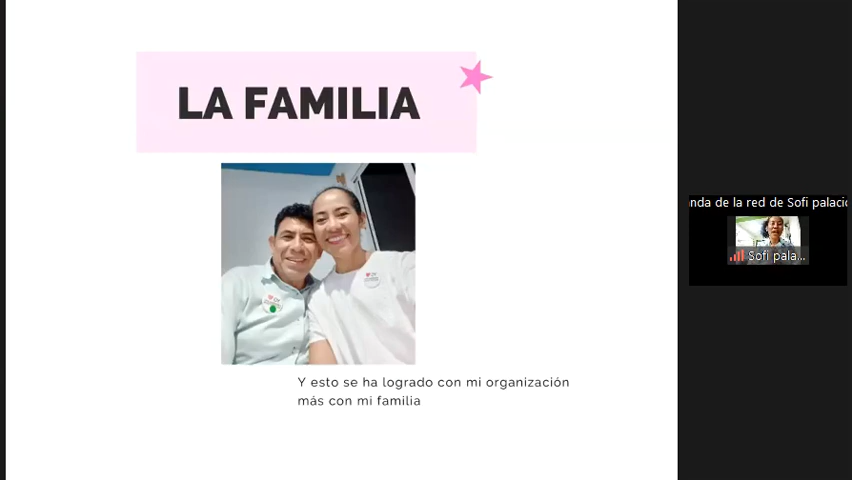 LA FAMILIA
Y esto se ha logrado con mi organización
más con mi familia
nda de la red de Sofi palacio
Sofi pala...